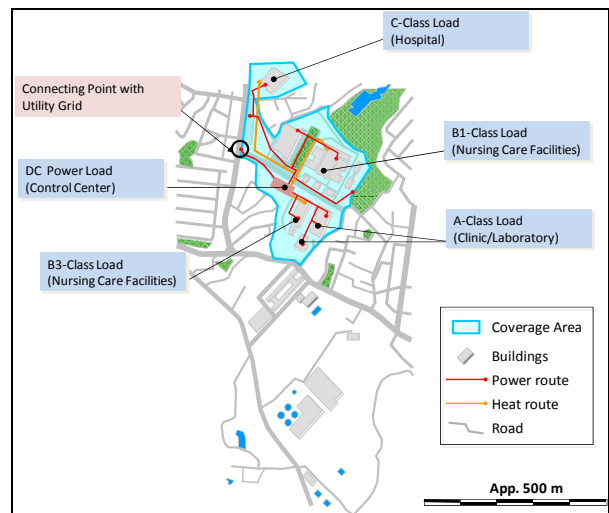 C-Class Load
(Hospital)
Connecting Point with
Utility Grid
B1-Class Load
(Nursing Care Facilities)
DC Power Load
(Control Center)
A-Class Load
(Clinic/Laboratory)
B3-Class Load
(Nursing Care Facilities)
Coverage Area
Buildings
Power route
Heat route
Road
App. 500 m